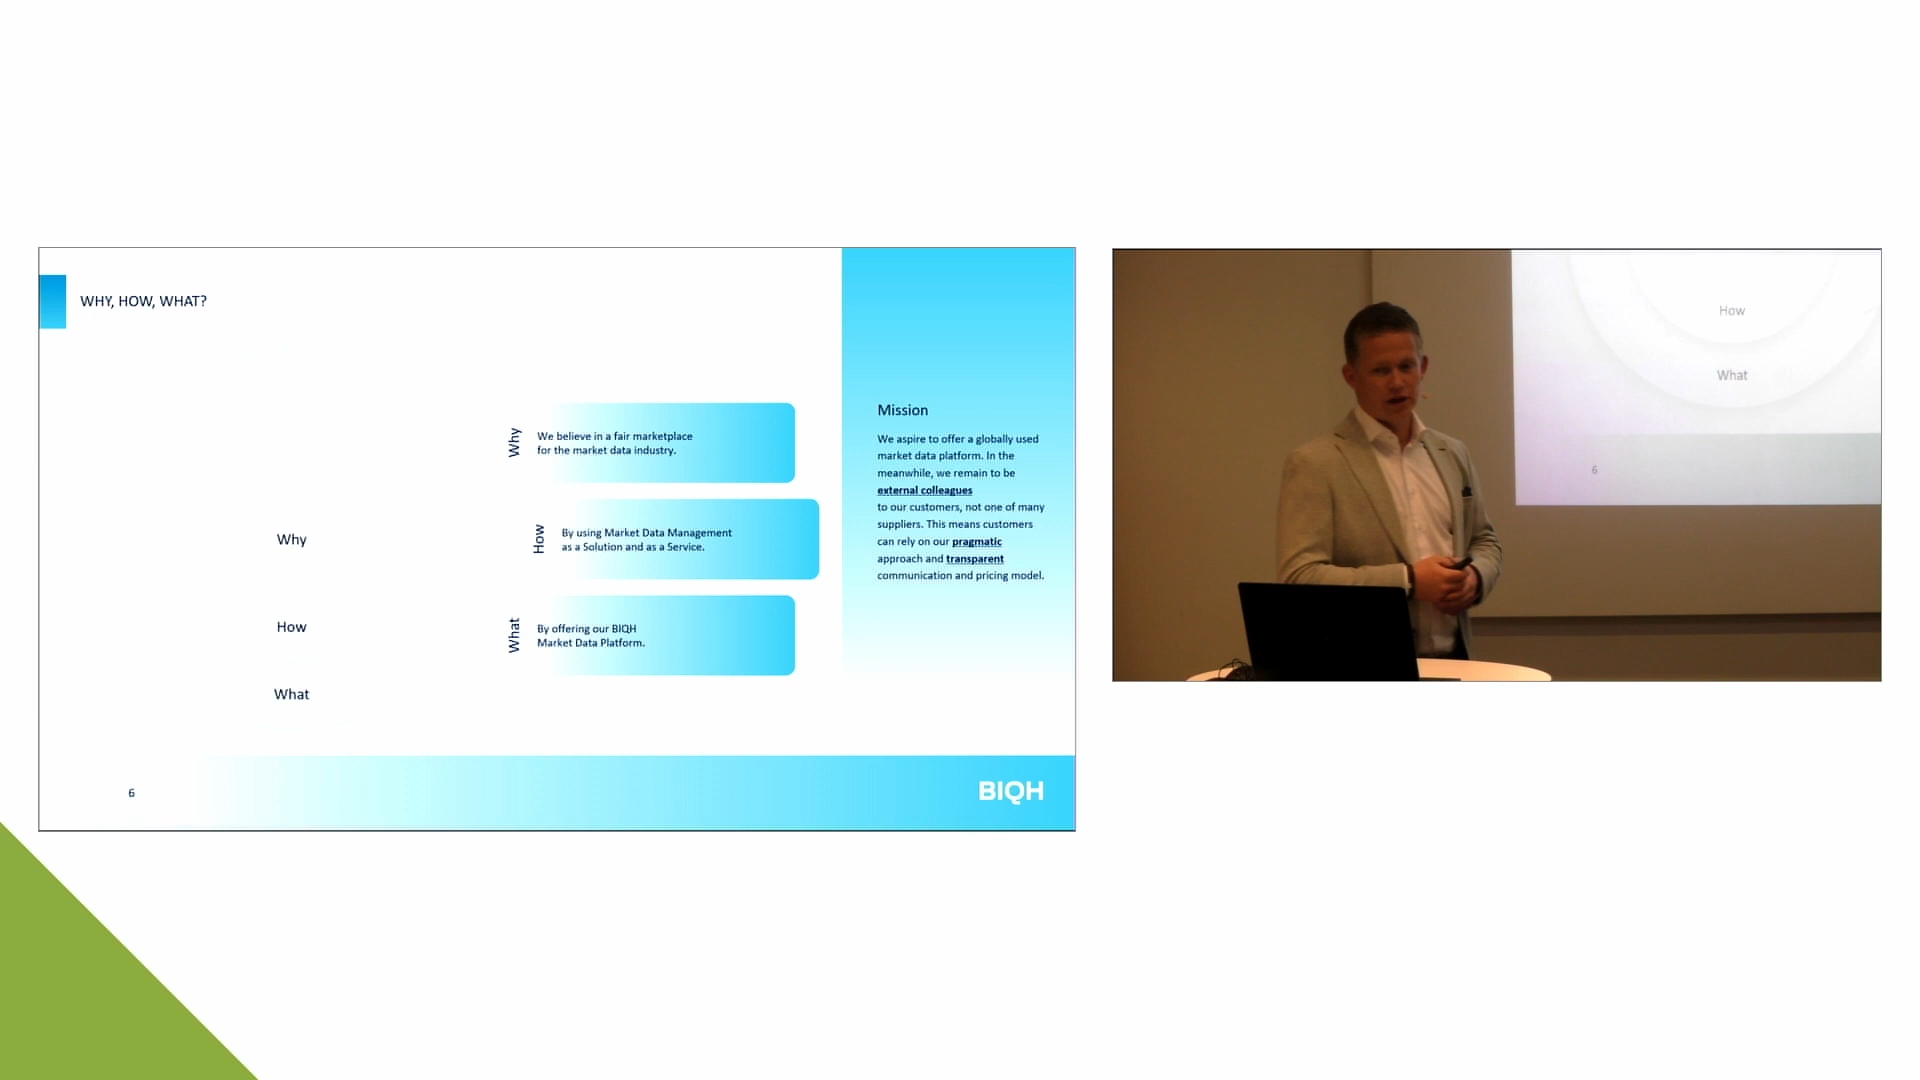 WHY, HOW, WHAT?
Why
How
What
Why
We believe in a fair marketplace
for the market data industry.
How
By using Market Data Management
as a Solution and as a Service.
What
By offering our BIQH
Market Data Platform.
Mission
We aspire to offer a globally used
market data platform. In the
meanwhile, we remain to be
external colleagues
to our customers, not one of many
suppliers. This means customers
can rely on our pragmatic
approach and transparent
communication and pricing model.
6
BIQH
How
What
6